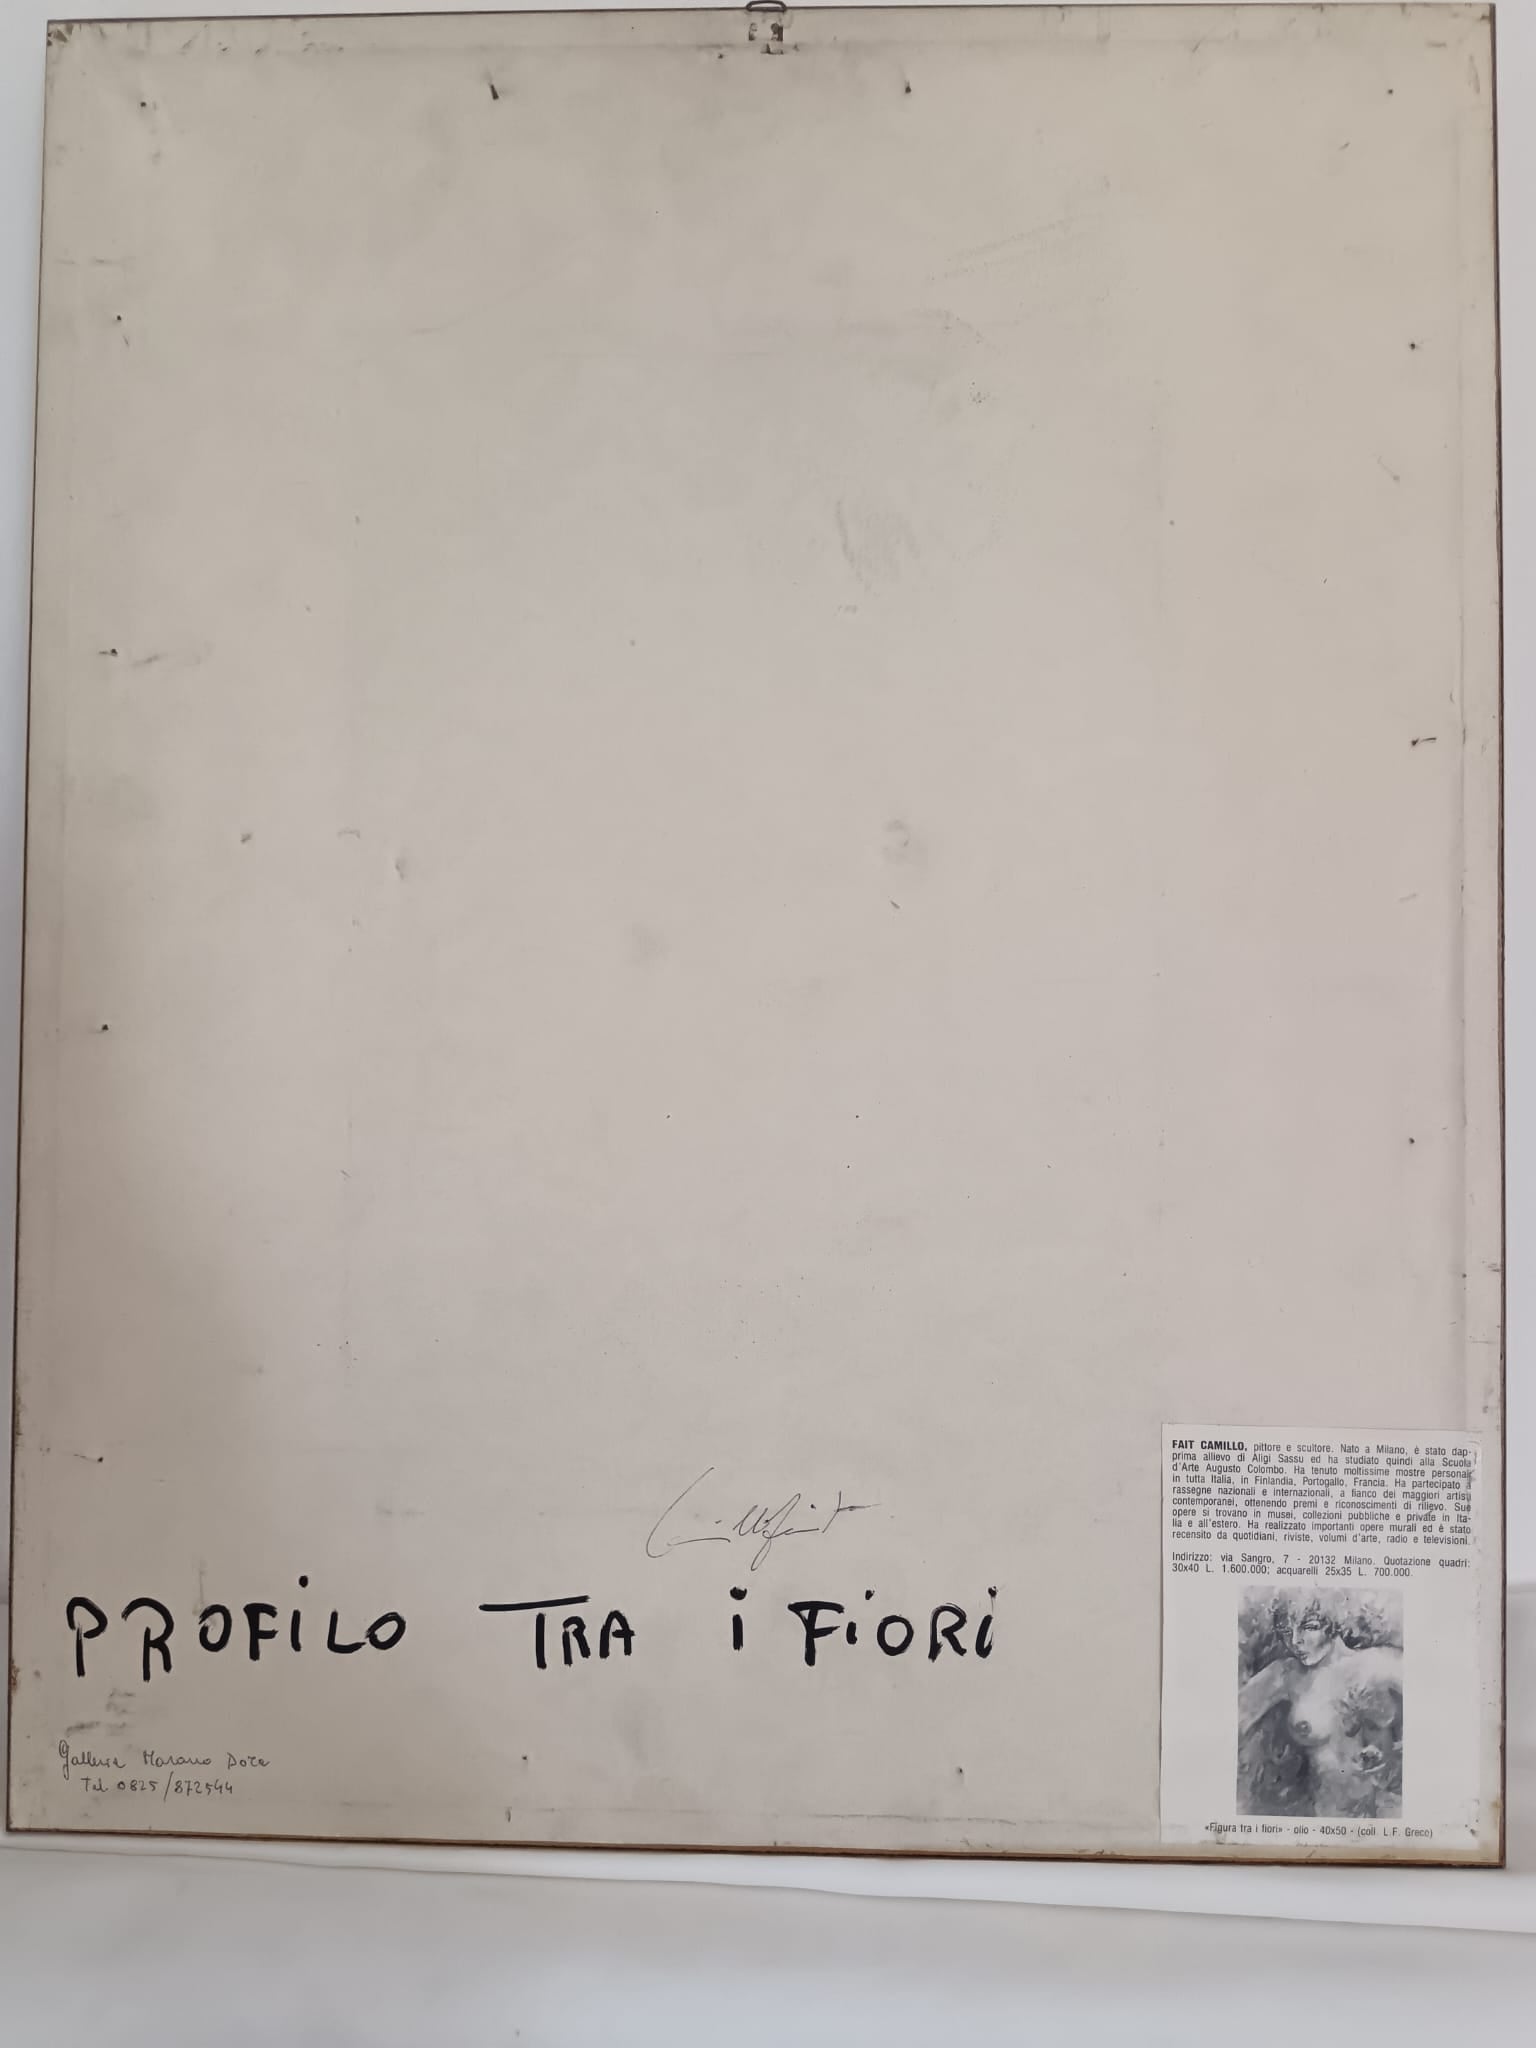 Camillo Fait
PROFiLO TRA i FiORi
Galleria Marano Dora
Tel. 0825/872544
FAIT CAMILLO, pittore e scultore. Nato a Milano, è stato dap-
prima allievo di Aligi Sassu ed ha studiato quindi alla Scuola
d'Arte Augusto Colombo. Ha tenuto moltissime mostre personali
in tutta Italia, in Finlandia, Portogallo, Francia. Ha partecipato a
rassegne nazionali e internazionali, a fianco dei maggiori artisti
contemporanei, ottenendo premi e riconoscimenti di rilievo. Sue
opere si trovano in musei, collezioni pubbliche e private in Ita-
lia e all'estero. Ha realizzato importanti opere murali ed è stato
recensito da quotidiani, riviste, volumi d'arte, radio e televisioni.
Indirizzo: via Sangro, 7 - 20132 Milano. Quotazione quadri:
30x40 L. 1.600.000; acquarelli 25x35 L. 700.000.
«Figura tra i fiori» - olio - 40x50 - (coll. L.F. Greco)